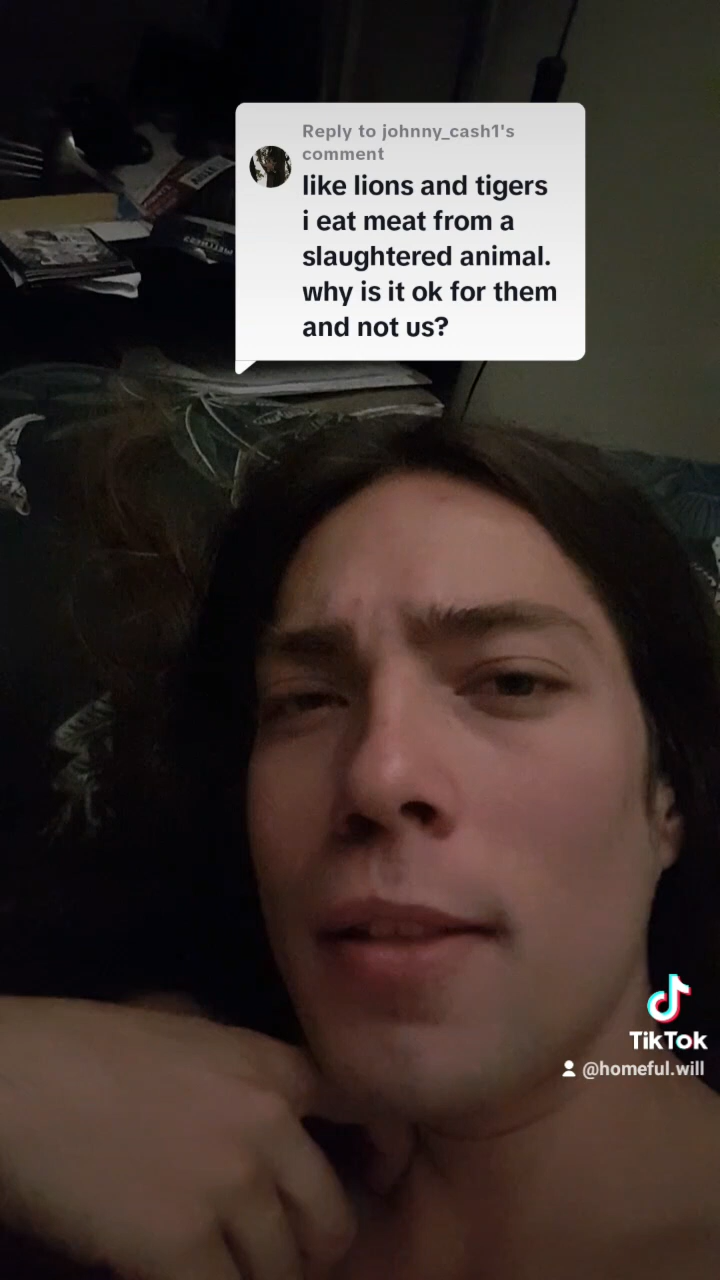 Reply to johnny_cash1's
comment
like lions and tigers
i eat meat from a
slaughtered animal.
why is it ok for them
and not us?
TikTok
@homeful.will